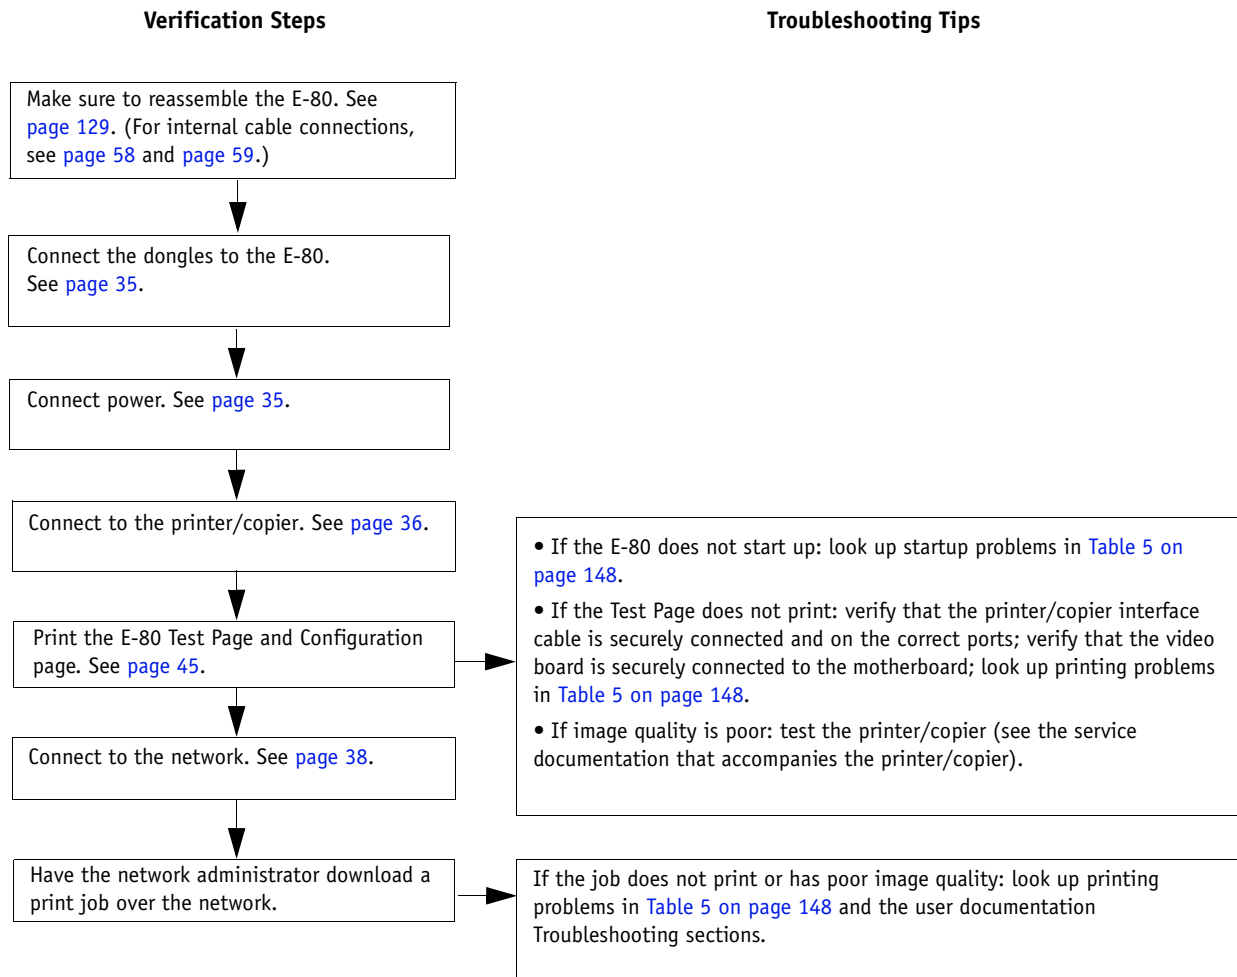 Verification Steps
Troubleshooting Tips
Make sure to reassemble the E-80. See
page 129. (For internal cable connections,
see page 58 and page 59.)
Connect the dongles to the E-80.
See page 35.
Connect power. See page 35.
Connect to the printer/copier. See page 36.
Print the E-80 Test Page and Configuration
page. See page 45.
• If the E-80 does not start up: look up startup problems in Table 5 on
page 148.
• If the Test Page does not print: verify that the printer/copier interface
cable is securely connected and on the correct ports; verify that the video
board is securely connected to the motherboard; look up printing problems
in Table 5 on page 148.
• If image quality is poor: test the printer/copier (see the service
documentation that accompanies the printer/copier).
Connect to the network. See page 38.
Have the network administrator download a
print job over the network.
If the job does not print or has poor image quality: look up printing
problems in Table 5 on page 148 and the user documentation
Troubleshooting sections.